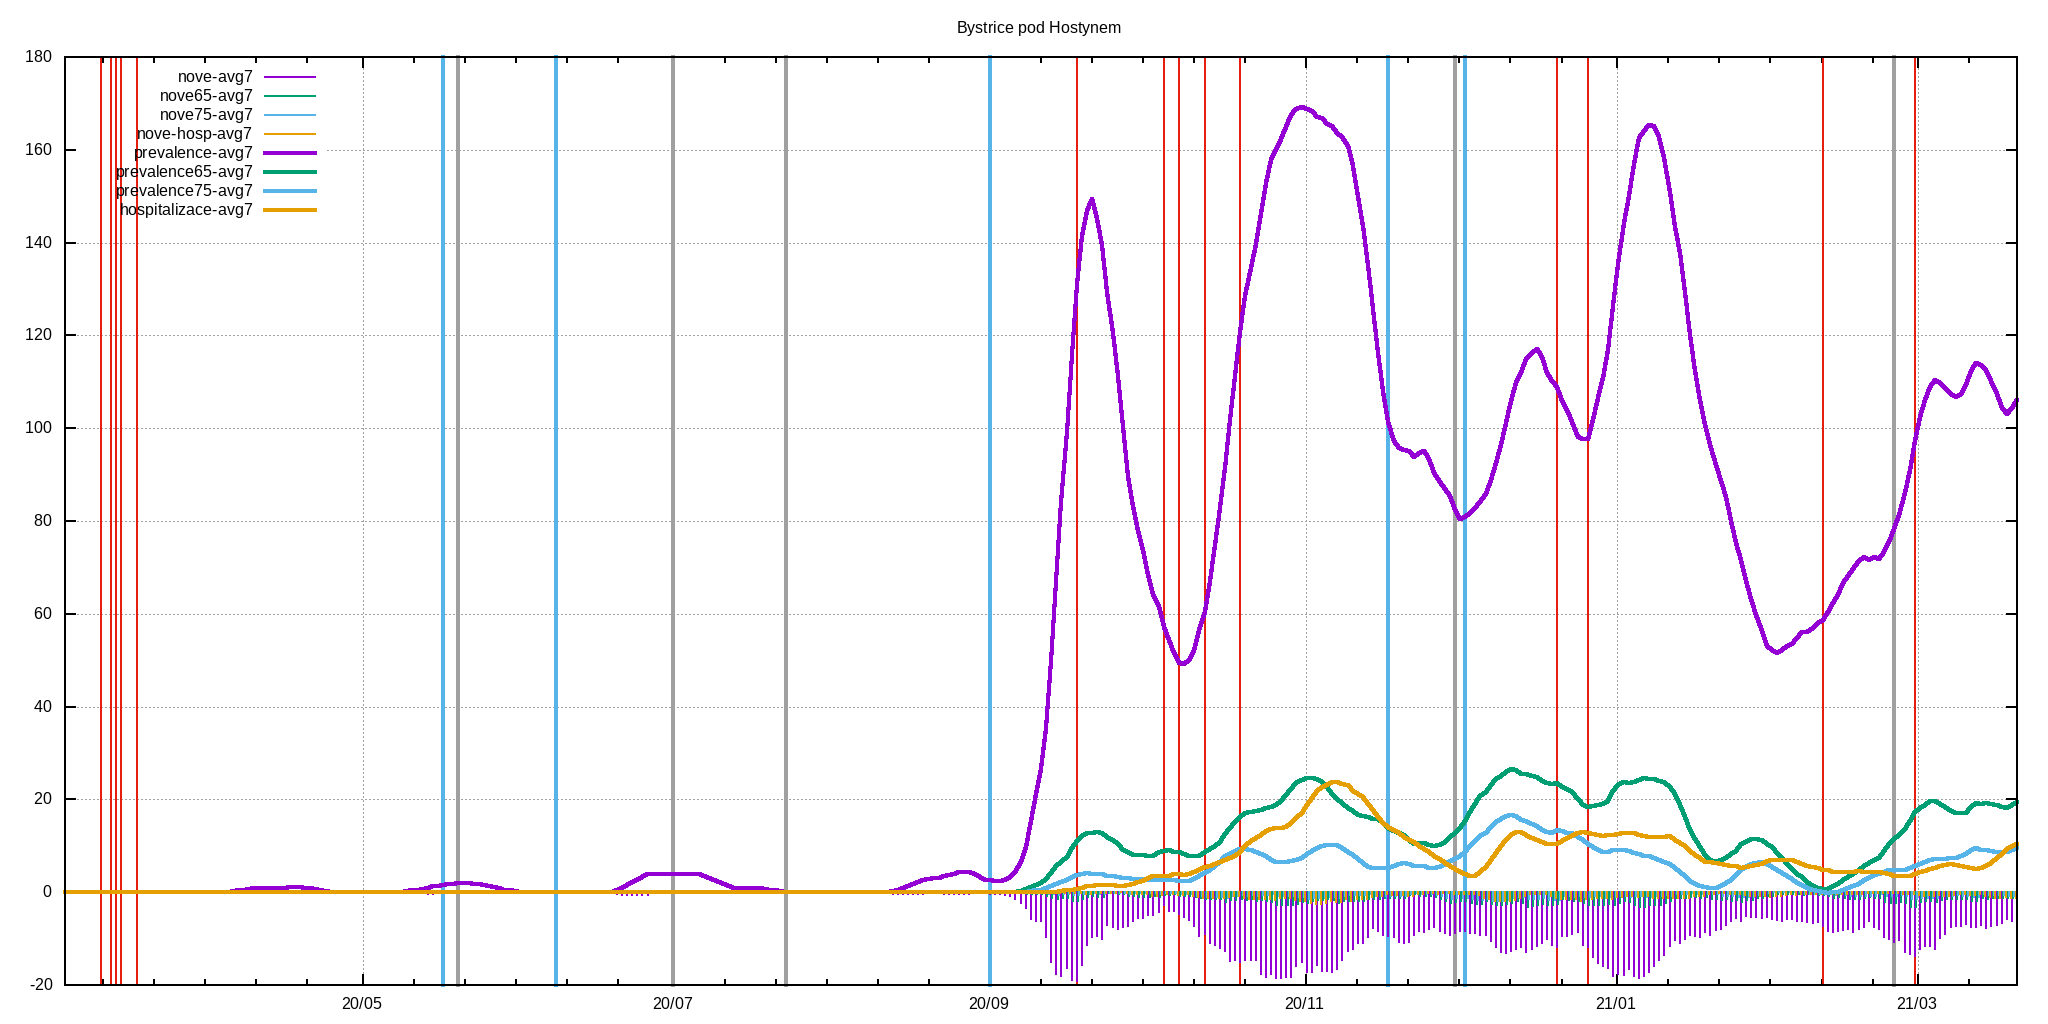 Bystrice pod Hostynem
180
160
140
120
100
80
60
40
20
0
-20
nove-avg7
nove65-avg7
nove75-avg7
nove-hosp-avg7
prevalence-avg7
prevalence65-avg7
prevalence75-avg7
hospitalizace-avg7
20/05
20/07
20/09
20/11
21/01
21/03